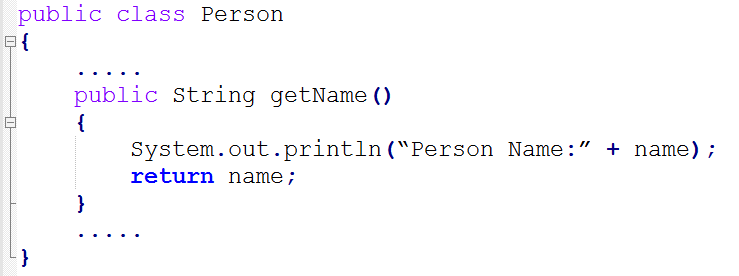 public class Person
{
.....
public String getName()
{
System.out.println(“Person Name:” + name);
return name;
}
.....
}